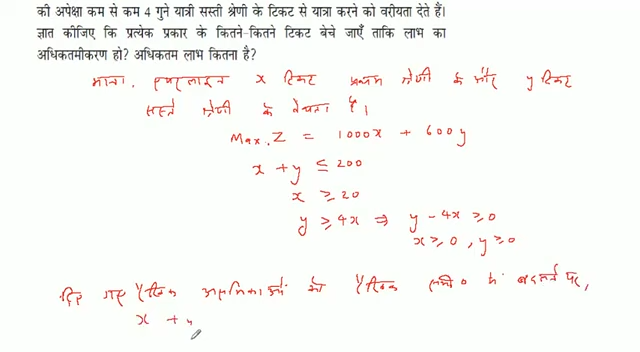 की अपेक्षा कम से कम 4 गुने यात्री सस्ती श्रेणी के टिकट से यात्रा करने को वरीयता देते हैं।
ज्ञात कीजिए कि प्रत्येक प्रकार के कितने-कितने टिकट बेचे जाएँ ताकि लाभ का
अधिकतमीकरण हो? अधिकतम लाभ कितना है?
माना एयरलाइन x टिकट प्रथम श्रेणी के और y टिकट
सस्ते श्रेणी के बेचता है।
Max. Z = 1000x + 600y
x + y ≤ 200
x ≥ 20
y ≥ 4x ⇒ y - 4x ≥ 0
x ≥ 0, y ≥ 0
दिए गए रैखिक असमिकाओं को रैखिक समी० में बदलने पर,
x +